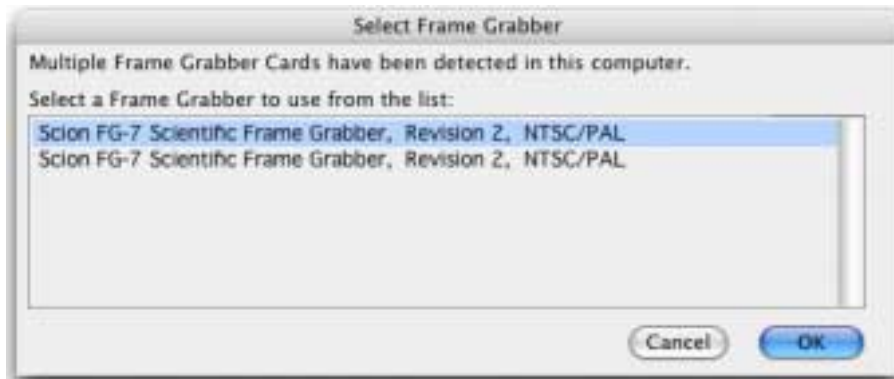 Select Frame Grabber
Multiple Frame Grabber Cards have been detected in this computer.
Select a Frame Grabber to use from the list:
Scion FG-7 Scientific Frame Grabber, Revision 2, NTSC/PAL
Scion FG-7 Scientific Frame Grabber, Revision 2, NTSC/PAL
Cancel OK